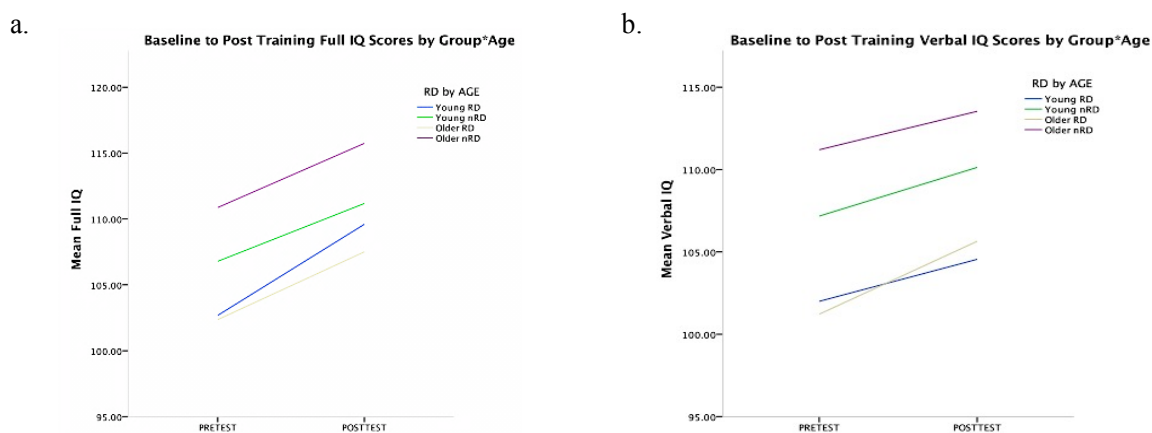 a.
Baseline to Post Training Full IQ Scores by Group*Age
120.00
115.00
110.00
105.00
100.00
95.00
Mean Full IQ
RD by AGE
Young RD
Young nRD
Older RD
Older nRD
PRETEST
POSTTEST
b.
Baseline to Post Training Verbal IQ Scores by Group*Age
115.00
110.00
105.00
100.00
95.00
Mean Verbal IQ
RD by AGE
Young RD
Young nRD
Older RD
Older nRD
PRETEST
POSTTEST